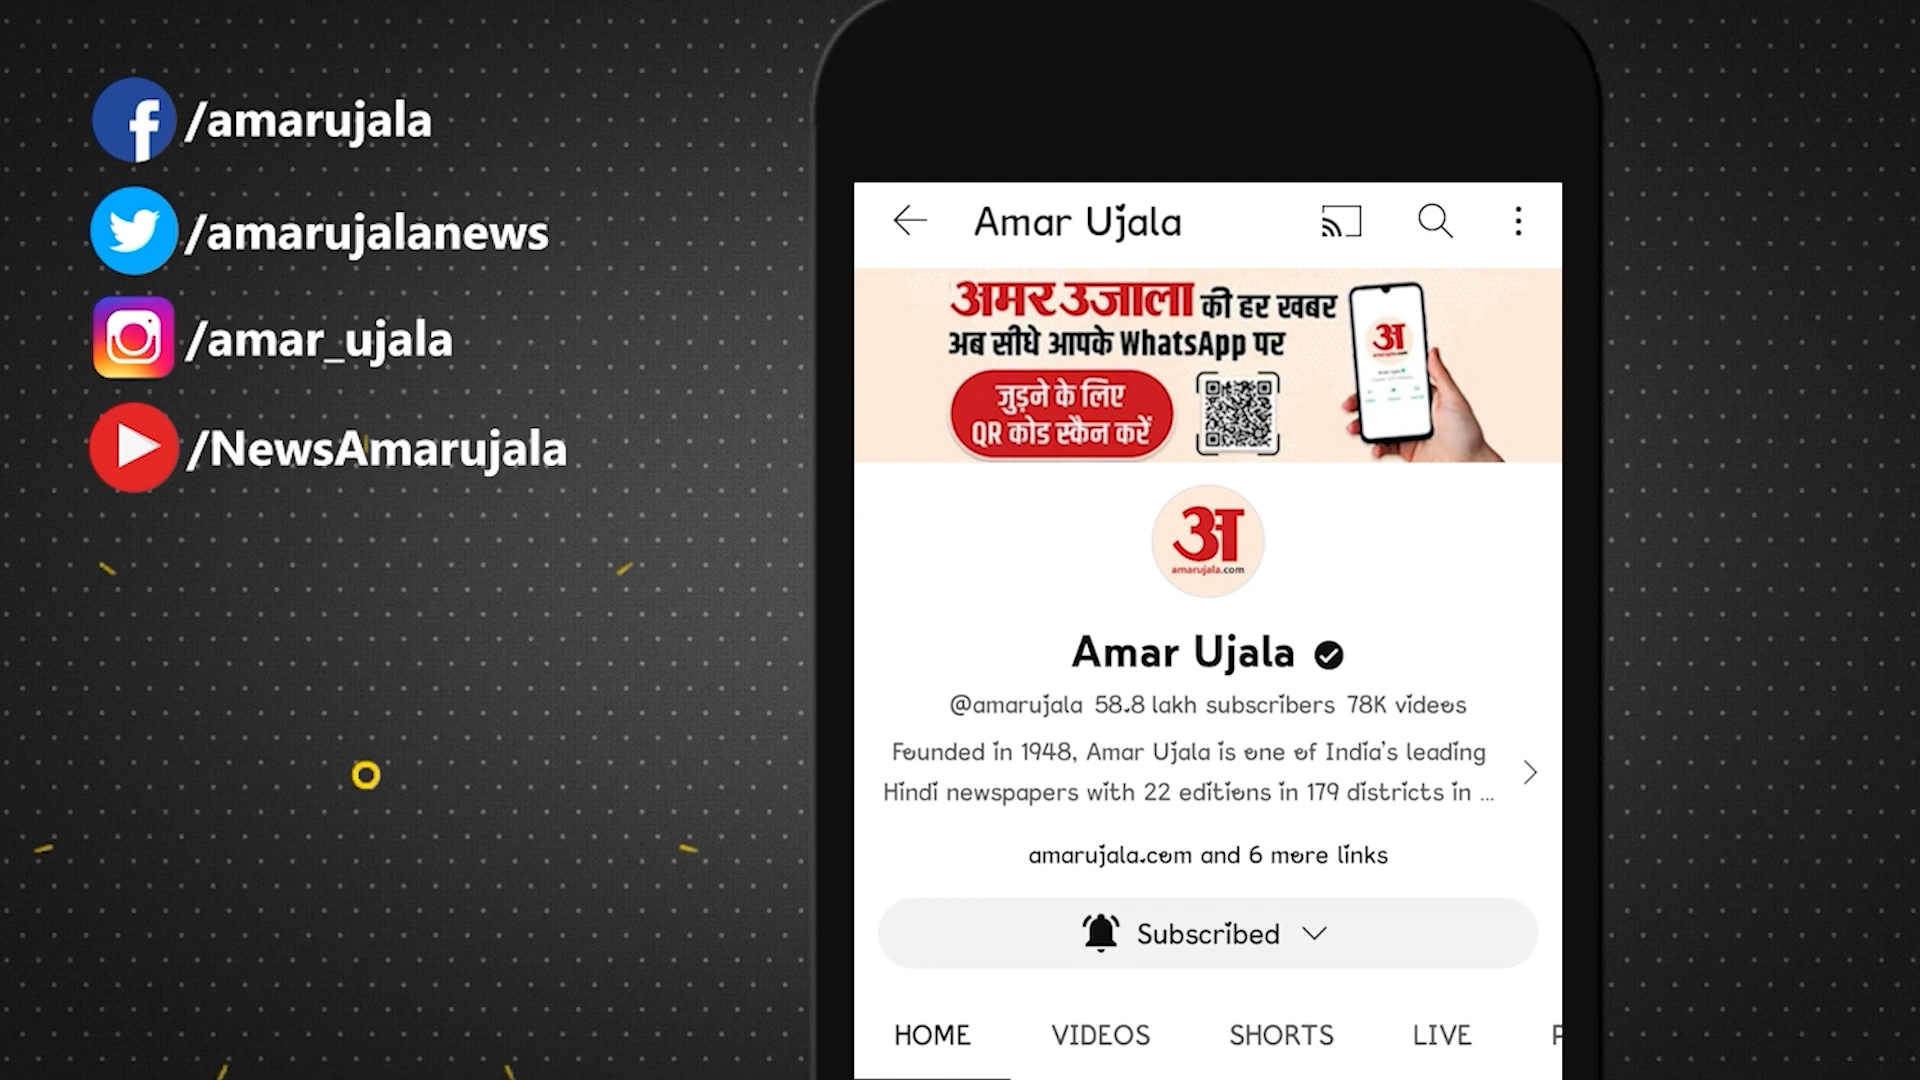 /amarujala
/amarujalanews
/amar_ujala
/NewsAmarujala
Amar Ujala
अमर उजाला की हर खबर
अब सीधे आपके WhatsApp पर
जुड़ने के लिए
QR कोड स्कैन करें
अ
अ
amarujala.com
Amar Ujala
@amarujala 58.8 lakh subscribers 78K videos
Founded in 1948, Amar Ujala is one of India's leading
Hindi newspapers with 22 editions in 179 districts in ...
amarujala.com and 6 more links
Subscribed
HOME VIDEOS SHORTS LIVE